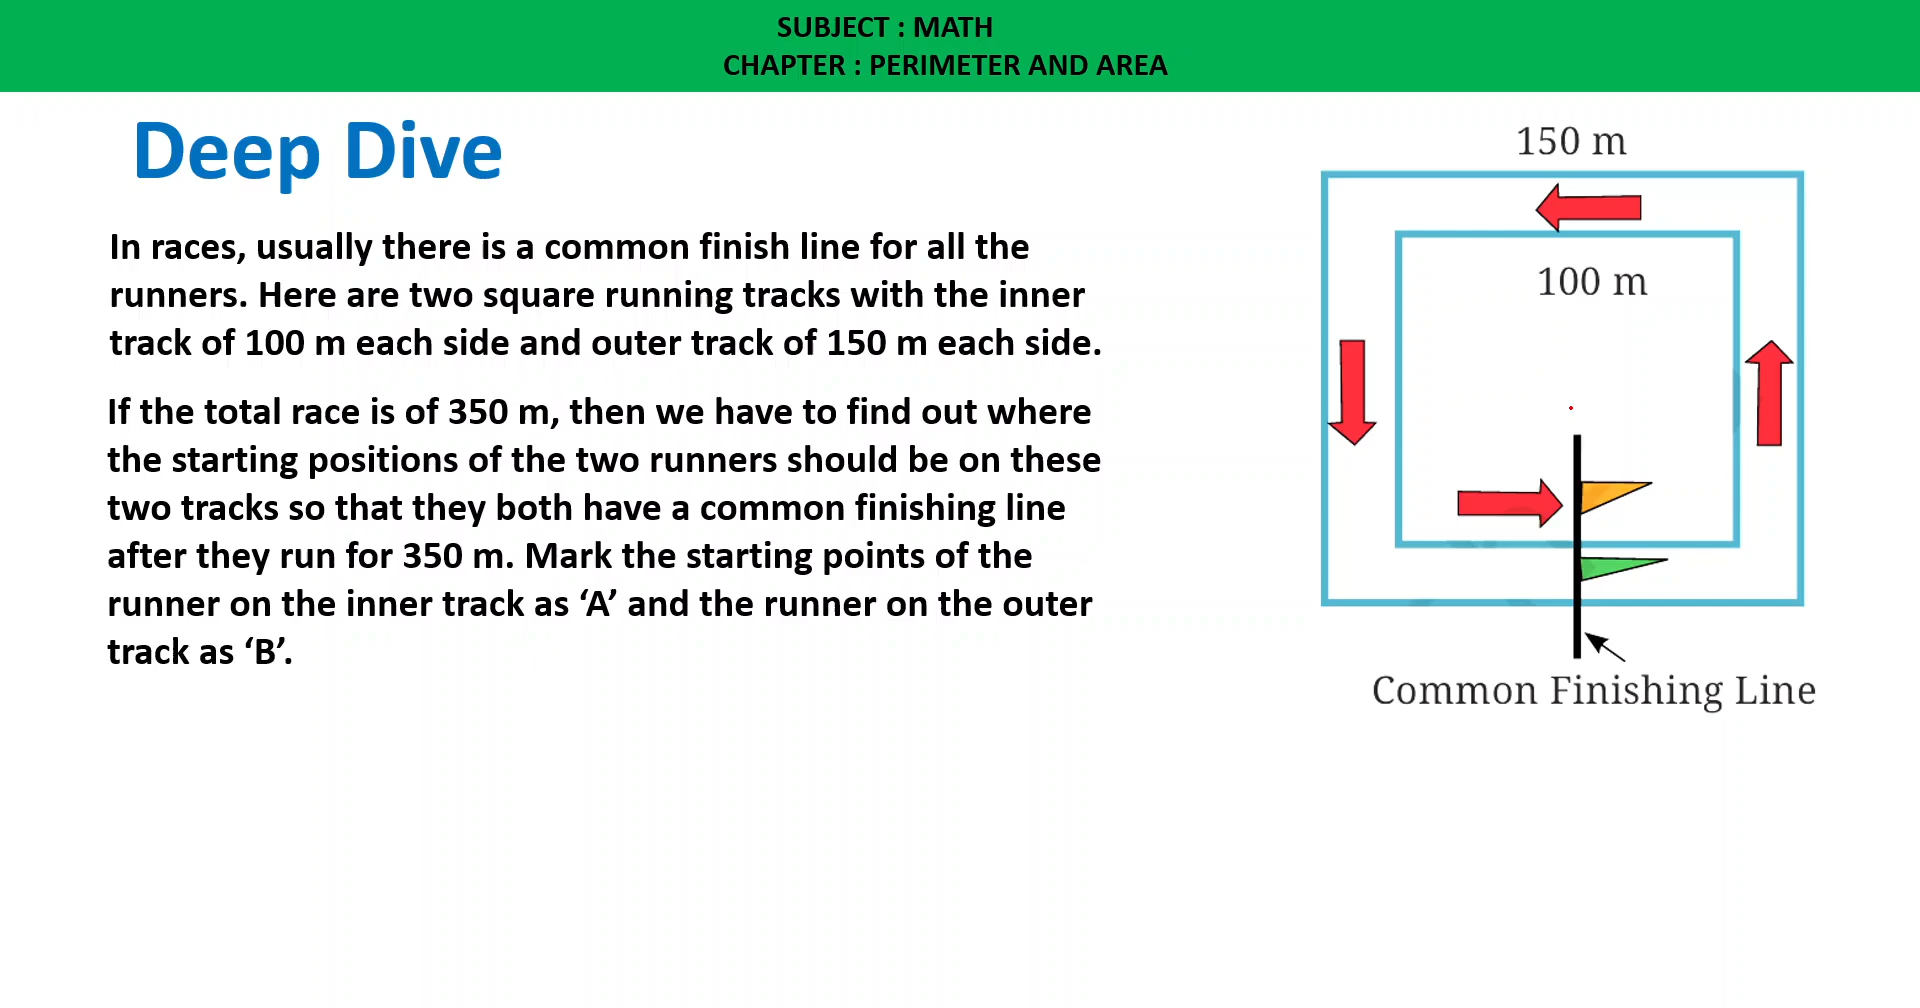 SUBJECT : MATH
CHAPTER : PERIMETER AND AREA
Deep Dive
In races, usually there is a common finish line for all the
runners. Here are two square running tracks with the inner
track of 100 m each side and outer track of 150 m each side.
If the total race is of 350 m, then we have to find out where
the starting positions of the two runners should be on these
two tracks so that they both have a common finishing line
after they run for 350 m. Mark the starting points of the
runner on the inner track as ‘A’ and the runner on the outer
track as ‘B’.
150 m
100 m
Common Finishing Line